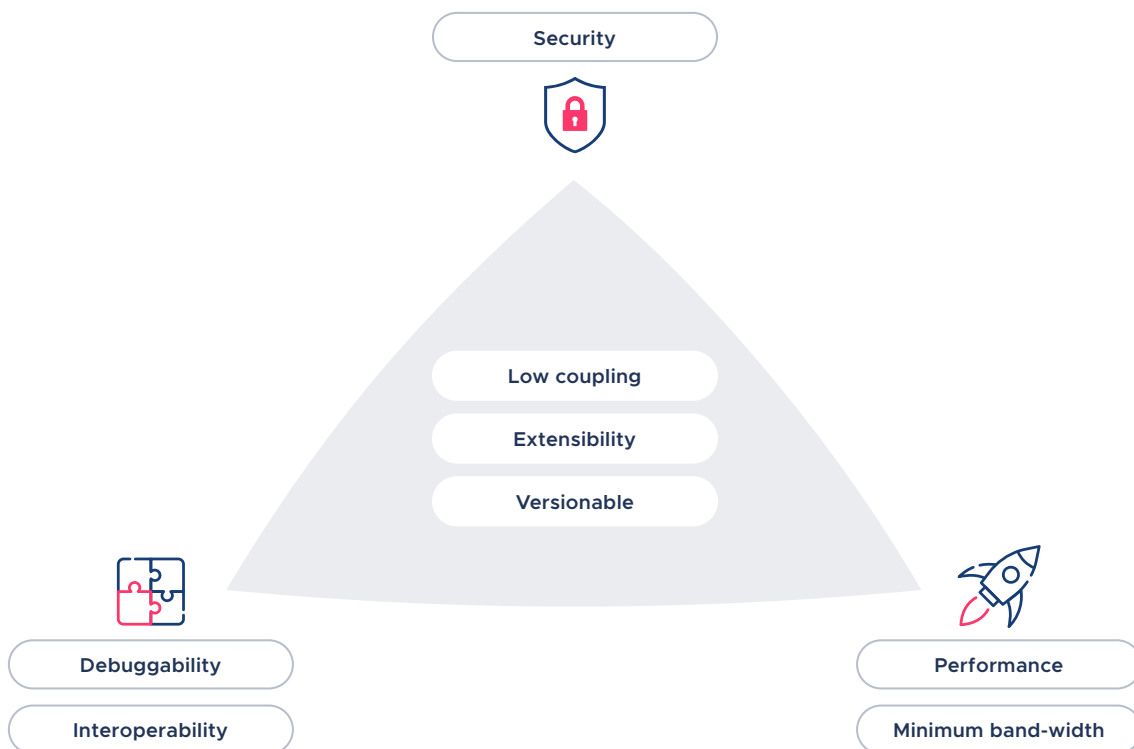 Security
Low coupling
Extensibility
Versionable
Debuggability
Performance
Interoperability
Minimum band-width